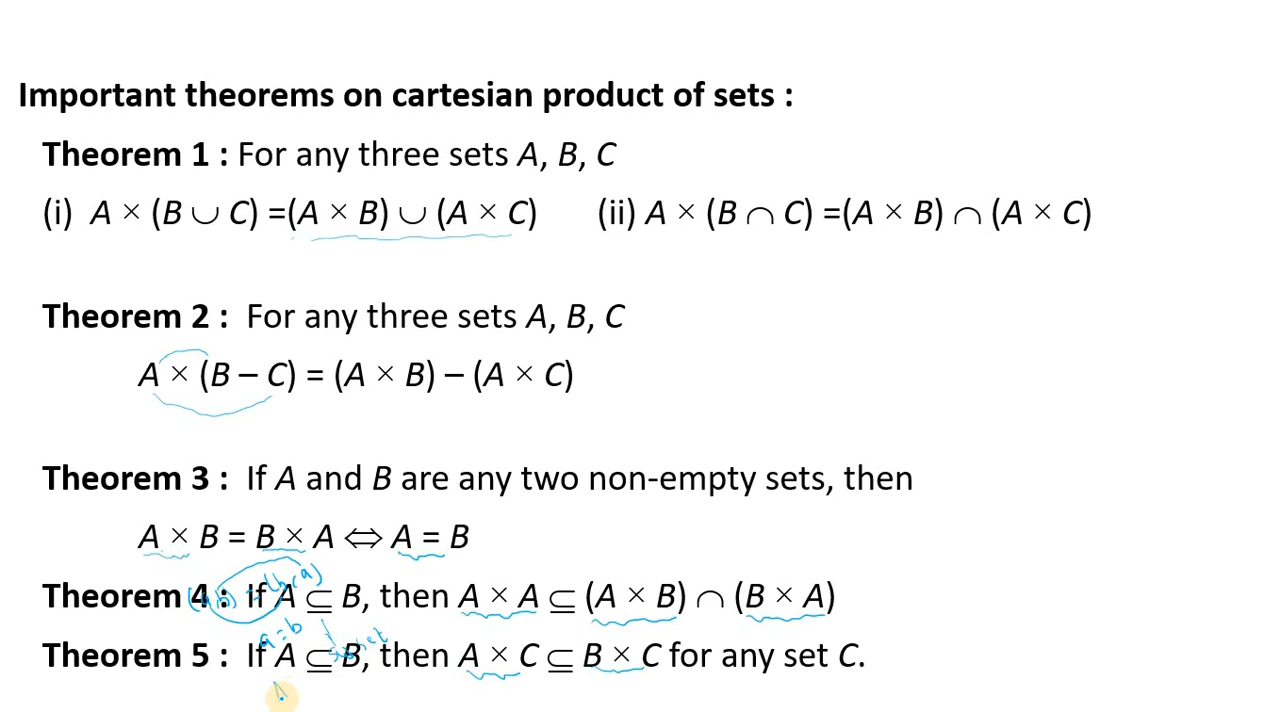 Important theorems on cartesian product of sets :
Theorem 1 : For any three sets A, B, C
(i) A × (B ∪ C) =(A × B) ∪ (A × C) (ii) A × (B ∩ C) =(A × B) ∩ (A × C)
Theorem 2 : For any three sets A, B, C
A × (B – C) = (A × B) – (A × C)
Theorem 3 : If A and B are any two non-empty sets, then
A × B = B × A ⇔ A = B
(a,b) = (b,a)
Theorem 4 : If A ⊆ B, then A × A ⊆ (A × B) ∩ (B × A)
a=b
Theorem 5 : If A ⊆ B, then A × C ⊆ B × C for any set C.